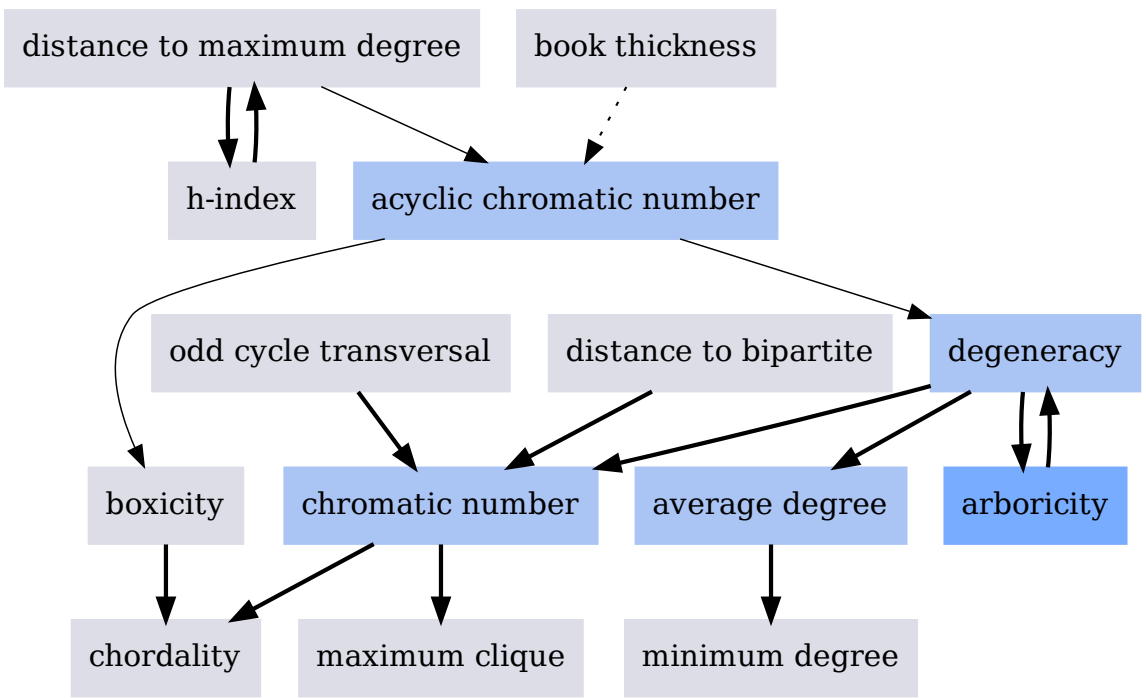 distance to maximum degree
book thickness
h-index
acyclic chromatic number
odd cycle transversal
distance to bipartite
degeneracy
boxicity
chromatic number
average degree
arboricity
chordality
maximum clique
minimum degree